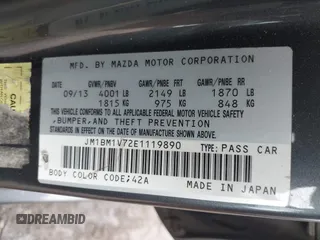 MFD. BY MAZDA MOTOR CORPORATION
GVWR/PNBV GAWR/PNBE FRT GAWR/PNBE RR
09/13 4001 LB 2149 LB 1870 LB
1815 KG 975 KG 848 KG
THIS VEHICLE CONFORMS TO ALL APPLICABLE FEDERAL MOTOR VEHICLE SAFETY
,BUMPER,AND THEFT PREVENTION
STANDARDS IN EFFECT ON THE DATE OF MANUFACTURE SHOWN ABOVE.
JM1BM1V72E1119890 TYPE: PASS CAR
BODY COLOR CODE:42A MADE IN JAPAN
DREAMBID
CAU